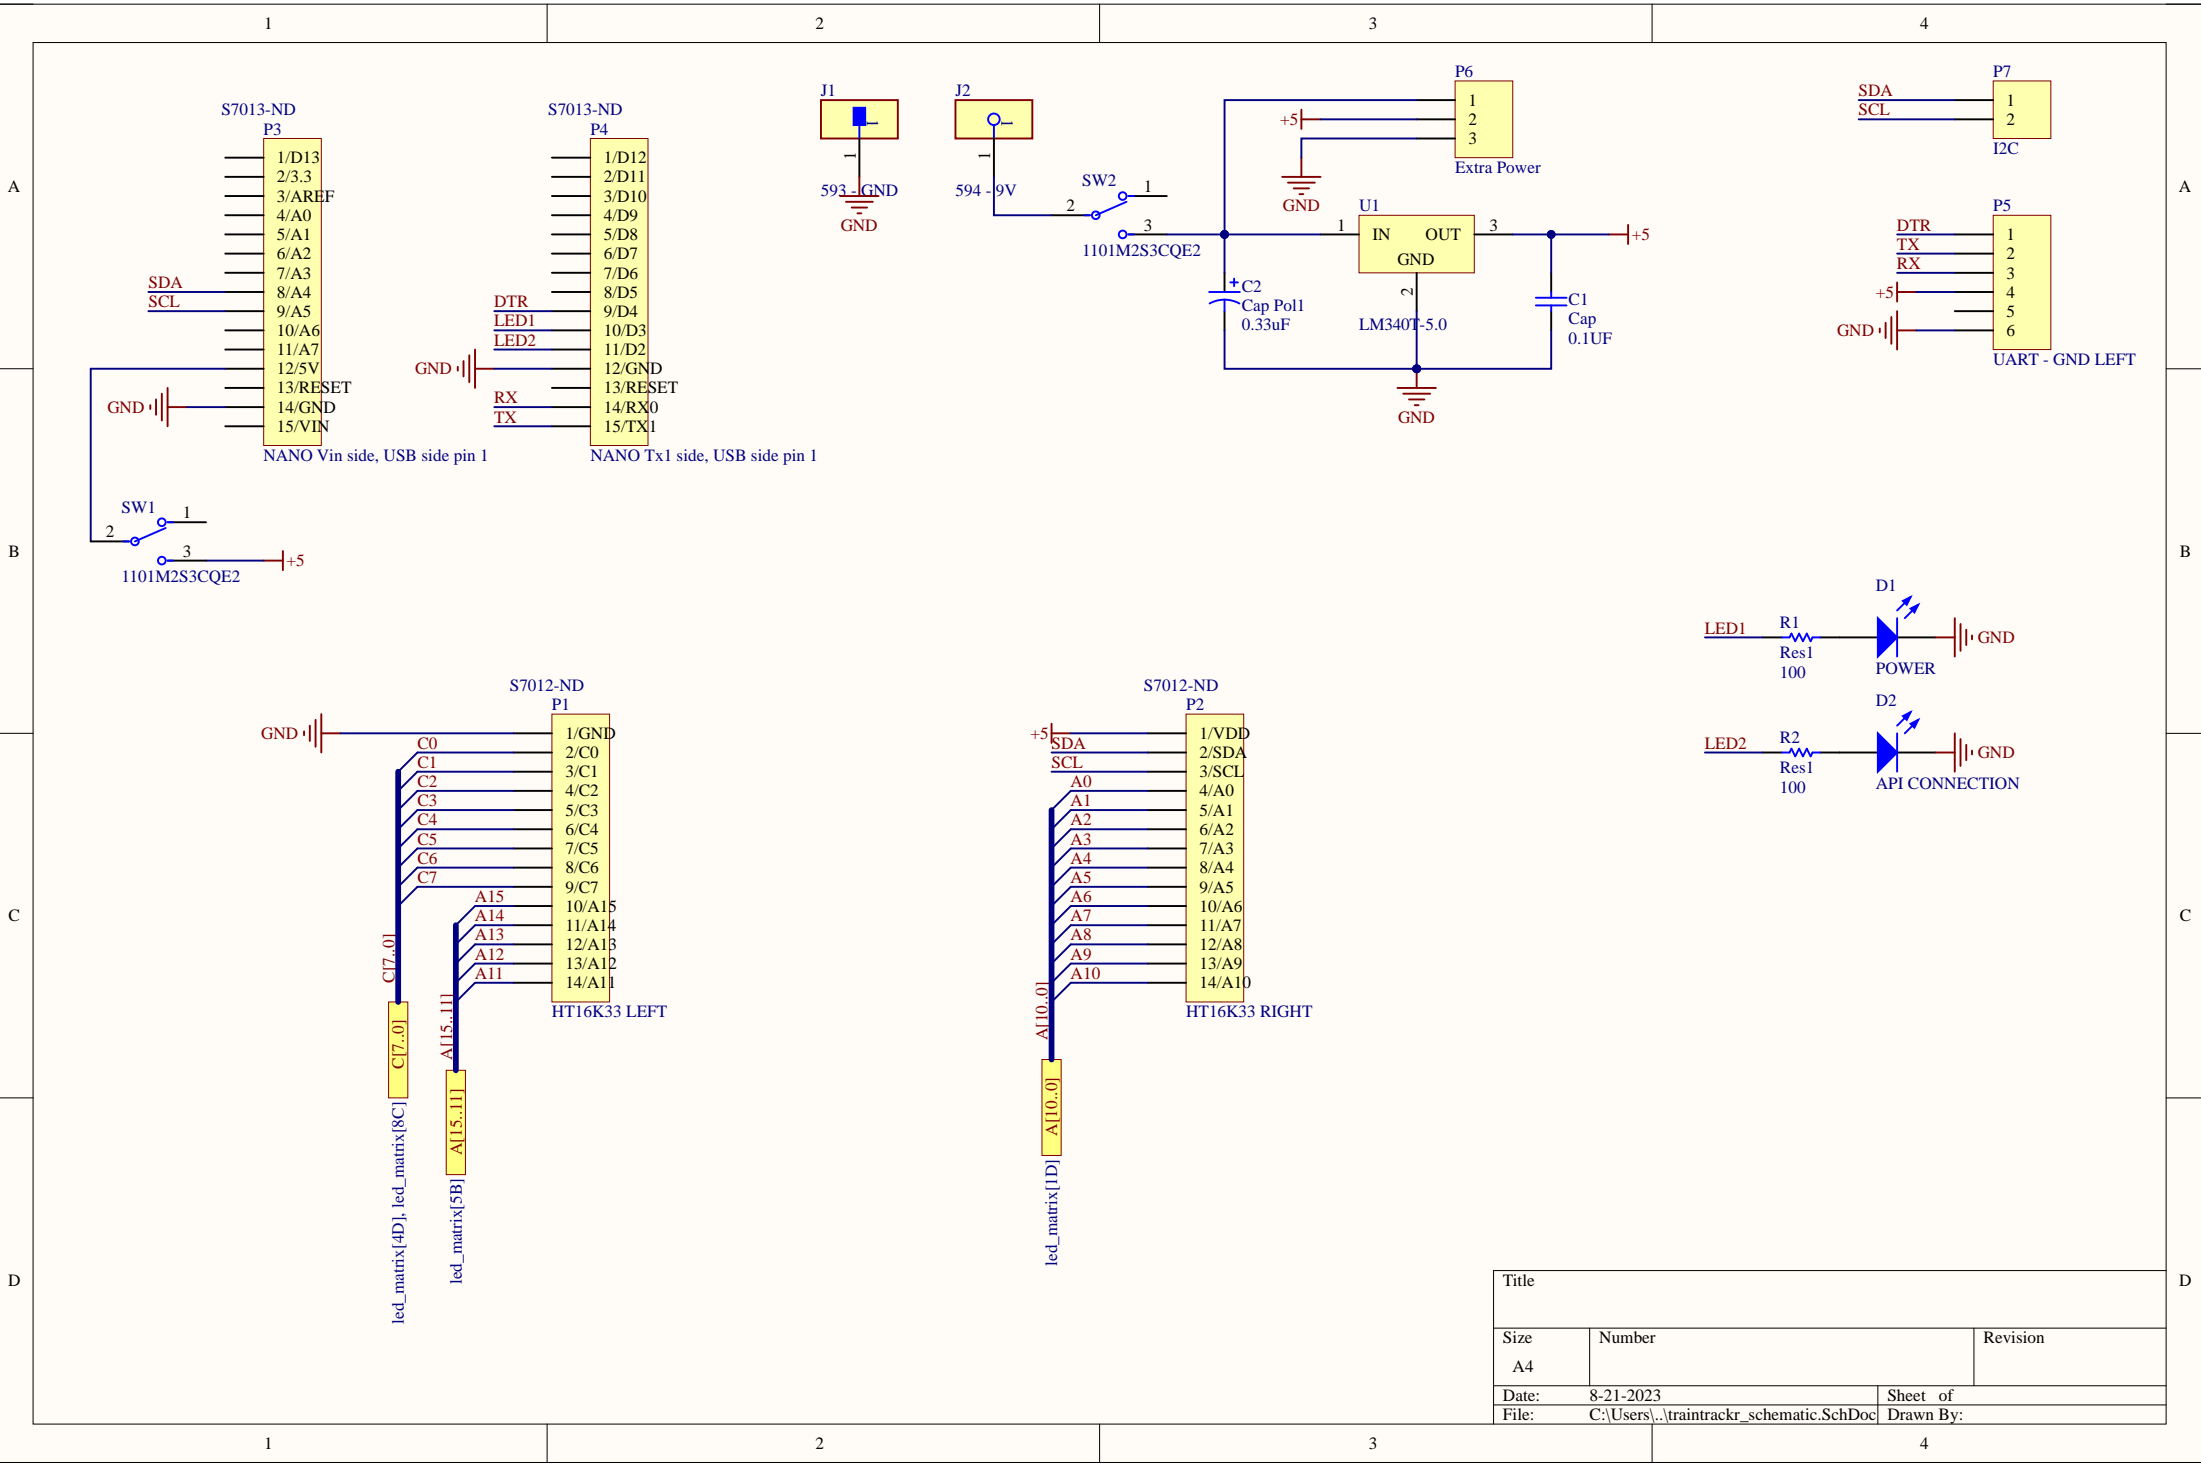 1
2
3
4
A
B
C
D
A
B
C
D
1
2
3
4
S7013-ND
P3
1/D13
2/3.3
3/AREF
4/A0
5/A1
6/A2
7/A3
SDA 8/A4
SCL 9/A5
10/A6
11/A7
12/5V
13/RESET
GND 14/GND
15/VIN
NANO Vin side, USB side pin 1
S7013-ND
P4
1/D12
2/D11
3/D10
4/D9
5/D8
6/D7
7/D6
8/D5
DTR 9/D4
LED1 10/D3
LED2 11/D2
GND 12/GND
13/RESET
RX 14/RX0
TX 15/TX1
NANO Tx1 side, USB side pin 1
J1
1
1
593 - GND
GND
J2
1
1
594 - 9V
SW2
1
2
3
1101M2S3CQE2
P6
1
+5 2
3
Extra Power
GND
U1
1 IN OUT 3
GND
2
LM340T-5.0
+5
+ C2
Cap Pol1
0.33uF
C1
Cap
0.1UF
GND
P7
SDA 1
SCL 2
I2C
P5
DTR 1
TX 2
RX 3
+5 4
5
GND 6
UART - GND LEFT
SW1
1
2
3 +5
1101M2S3CQE2
D1
LED1 R1 GND
Res1
100
POWER
D2
LED2 R2 GND
Res1
100
API CONNECTION
S7012-ND
P1
GND 1/GND
C0 2/C0
C1 3/C1
C2 4/C2
C3 5/C3
C4 6/C4
C5 7/C5
C6 8/C6
C7 9/C7
A15 10/A15
A14 11/A14
A13 12/A13
A12 13/A12
A11 14/A11
HT16K33 LEFT
C[7..0]
C[7..0]
led_matrix[4D], led_matrix[8C]
A[15..11]
A[15..11]
led_matrix[5B]
S7012-ND
P2
+5 1/VDD
SDA 2/SDA
SCL 3/SCL
A0 4/A0
A1 5/A1
A2 6/A2
A3 7/A3
A4 8/A4
A5 9/A5
A6 10/A6
A7 11/A7
A8 12/A8
A9 13/A9
A10 14/A10
HT16K33 RIGHT
A[10..0]
A[10..0]
led_matrix[1D]
Title
Size Number Revision
A4
Date: 8-21-2023 Sheet of
File: C:\Users\..\traintrackr_schematic.SchDoc Drawn By: